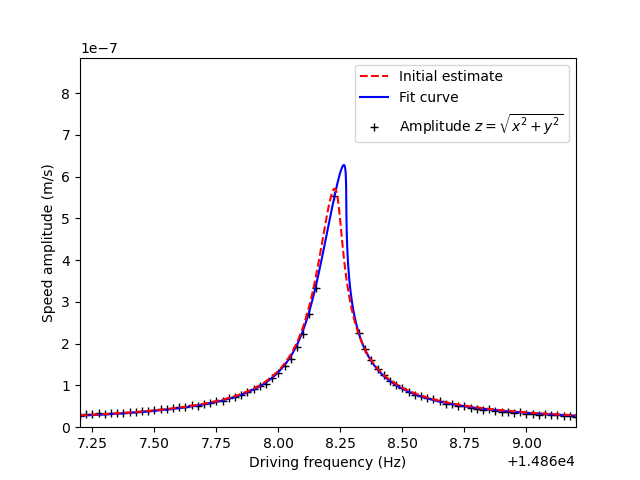 1e−7
Initial estimate
Fit curve
Amplitude z = √x² + y²
8
7
6
5
4
3
2
1
0
Speed amplitude (m/s)
7.25 7.50 7.75 8.00 8.25 8.50 8.75 9.00
Driving frequency (Hz)
+1.486e4